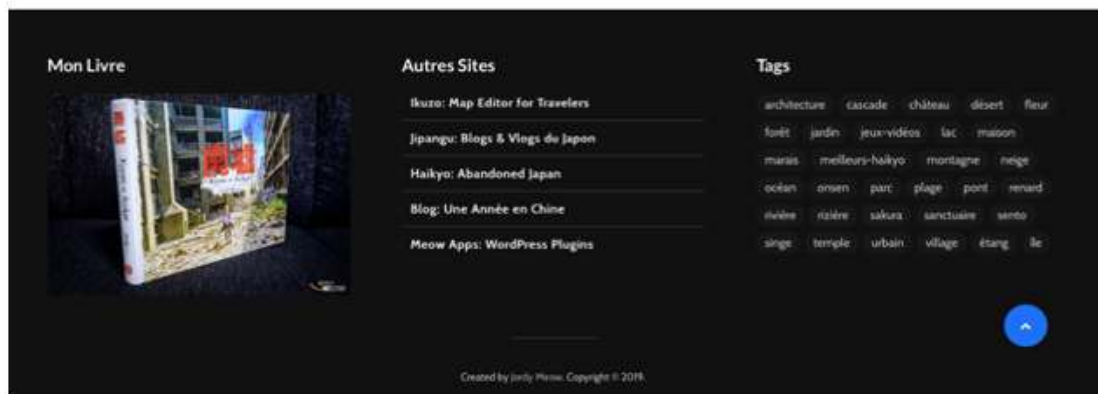 Mon Livre
Autres Sites
Ikuzo: Map Editor for Travelers
Jipangu: Blogs & Vlogs du Japon
Haikyo: Abandoned Japan
Blog: Une Année en Chine
Meow Apps: WordPress Plugins
Tags
architecture cascade château désert fleur
forêt jardin jeux-vidéos lac maison
marais meilleurs-haikyo montagne neige
océan onsen parc plage pont renard
rivière rizière sakura sanctuaire sento
singe temple urbain village étang île
Created by Jordy Meow. Copyright © 2019.